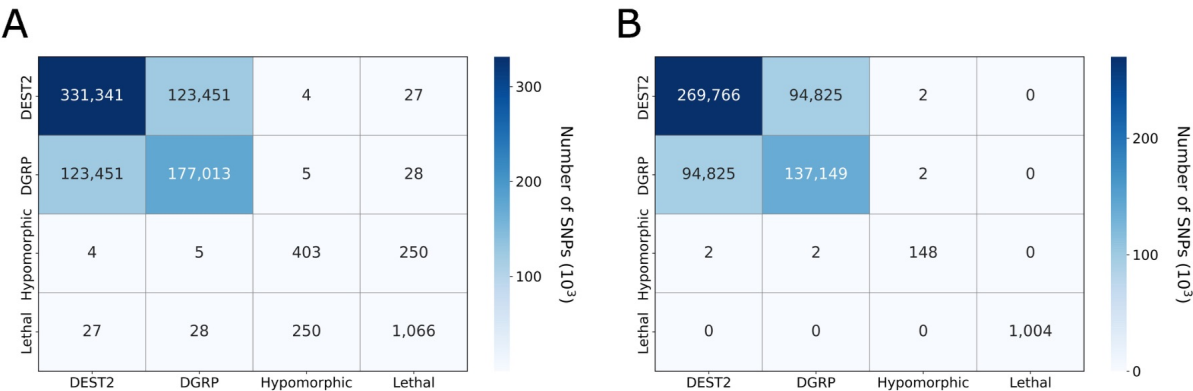 A
DEST2 331,341 123,451 4 27
DGRP 123,451 177,013 5 28
Hypomorphic 4 5 403 250
Lethal 27 28 250 1,066
DEST2 DGRP Hypomorphic Lethal
300
200
100
Number of SNPs (10³)
B
DEST2 269,766 94,825 2 0
DGRP 94,825 137,149 2 0
Hypomorphic 2 2 148 0
Lethal 0 0 0 1,004
DEST2 DGRP Hypomorphic Lethal
200
100
0
Number of SNPs (10³)